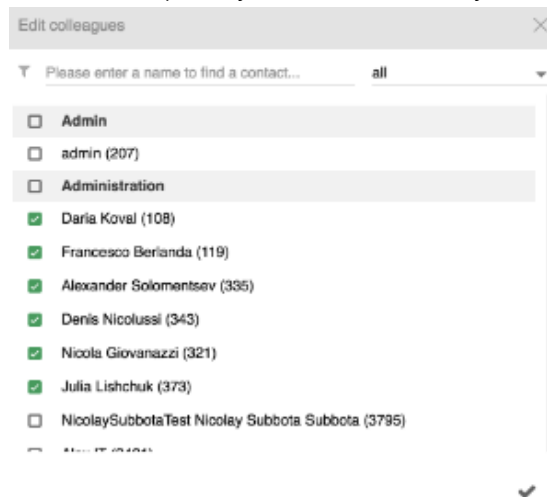 Edit colleagues
Please enter a name to find a contact...
all
Admin
admin (207)
Administration
Daria Koval (108)
Francesco Berlanda (119)
Alexander Solomentsev (335)
Denis Nicolussi (343)
Nicola Giovanazzi (321)
Julia Lishchuk (373)
NicolaySubbotaTest Nicolay Subbota Subbota (3795)